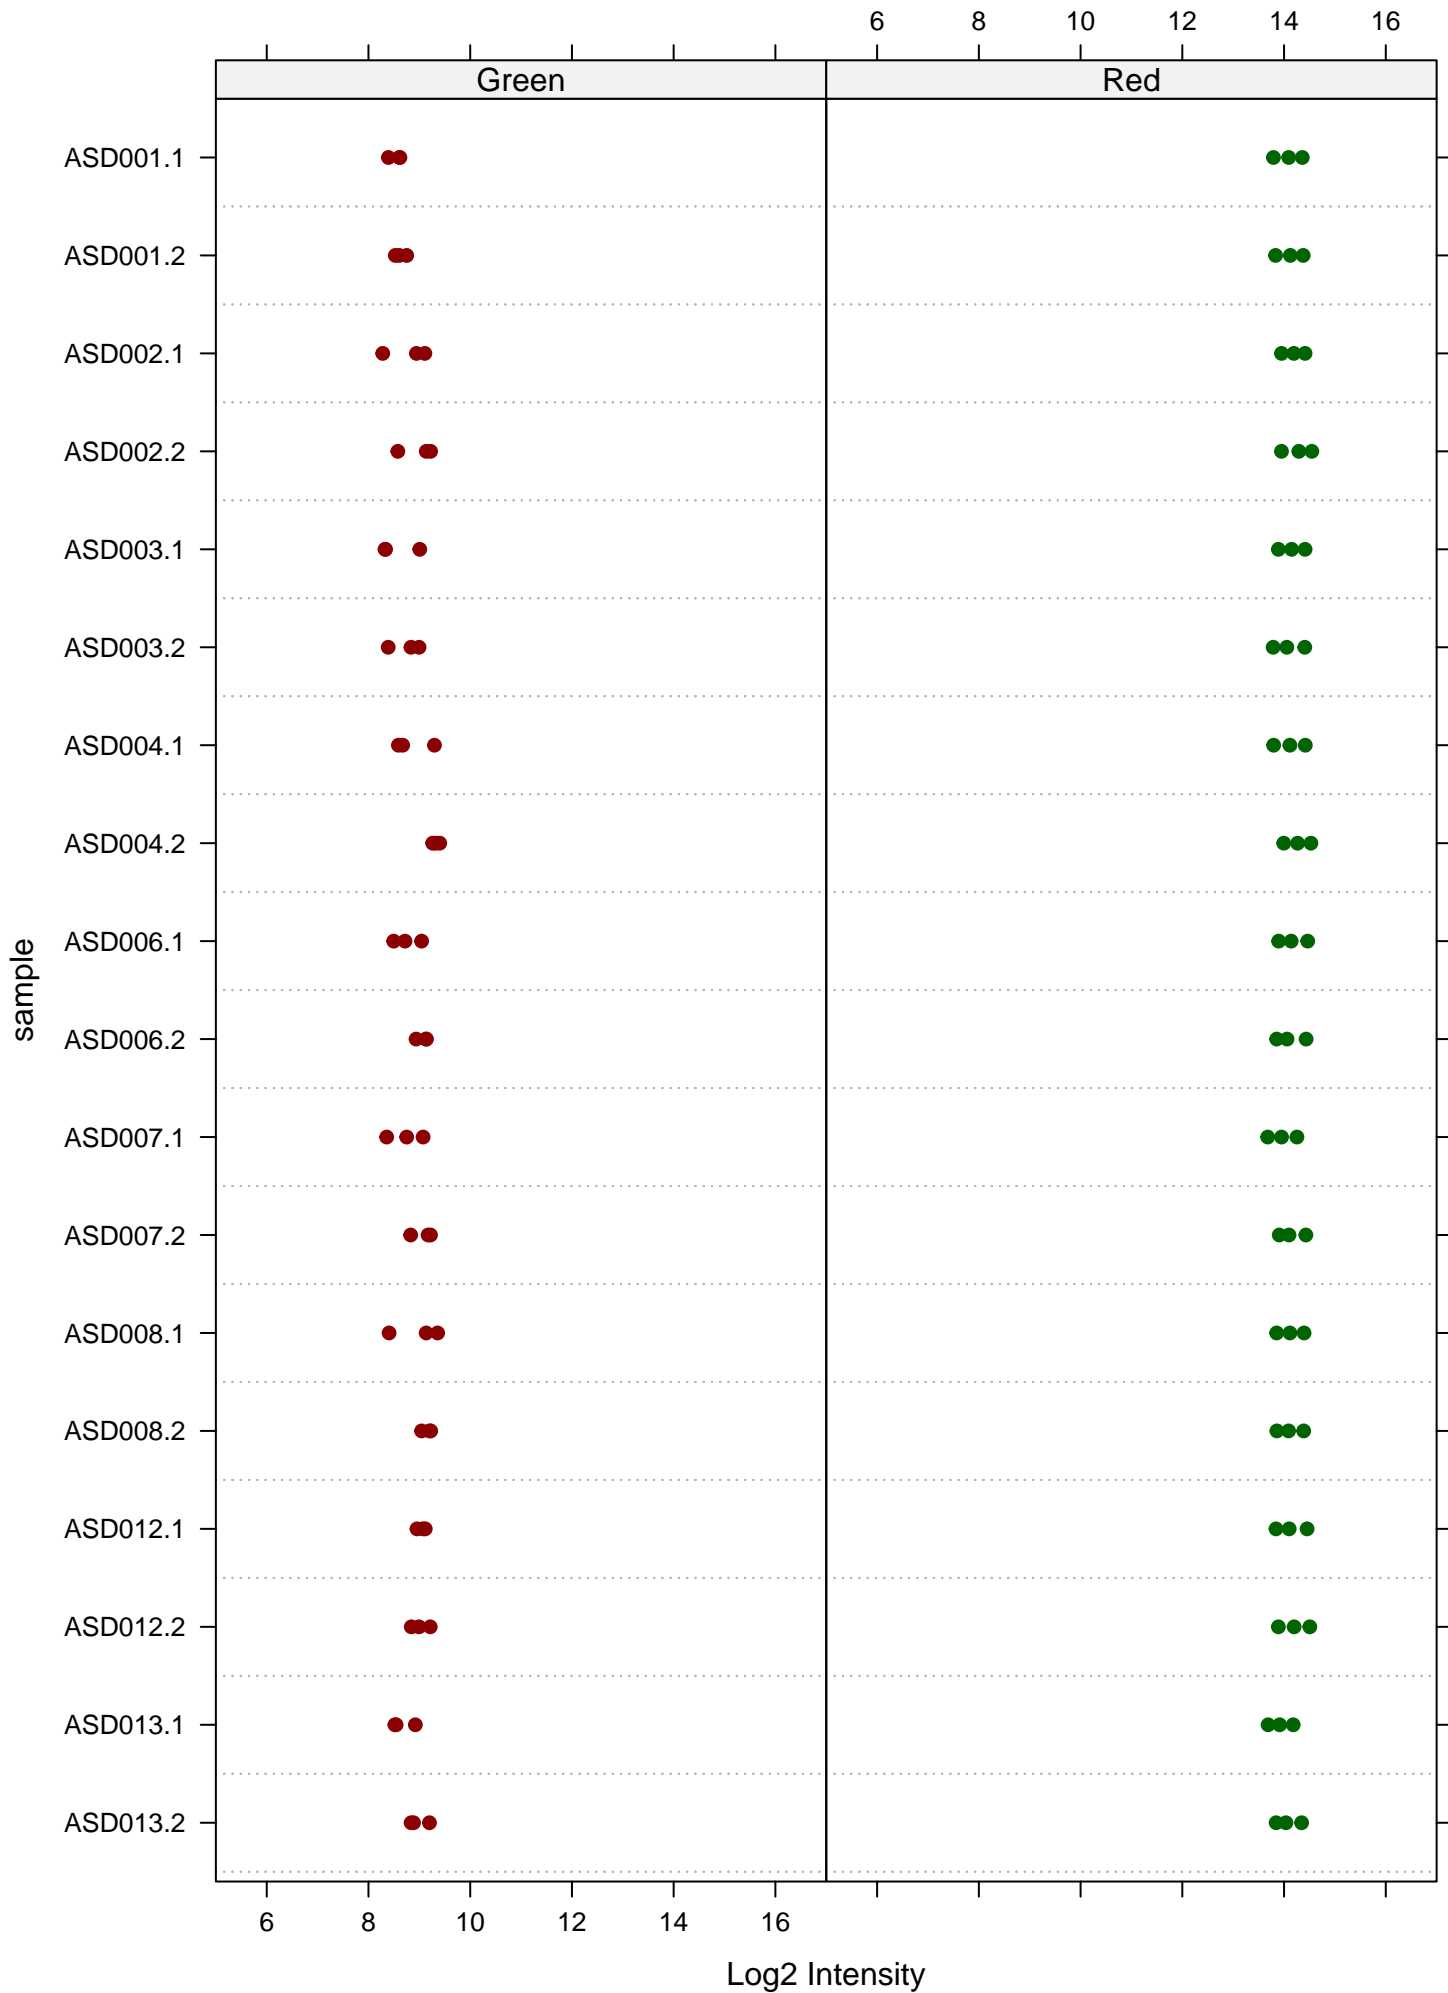 6 8 10 12 14 16
Green Red
ASD001.1
ASD001.2
ASD002.1
ASD002.2
ASD003.1
ASD003.2
ASD004.1
ASD004.2
ASD006.1
sample
ASD006.2
ASD007.1
ASD007.2
ASD008.1
ASD008.2
ASD012.1
ASD012.2
ASD013.1
ASD013.2
6 8 10 12 14 16
Log2 Intensity